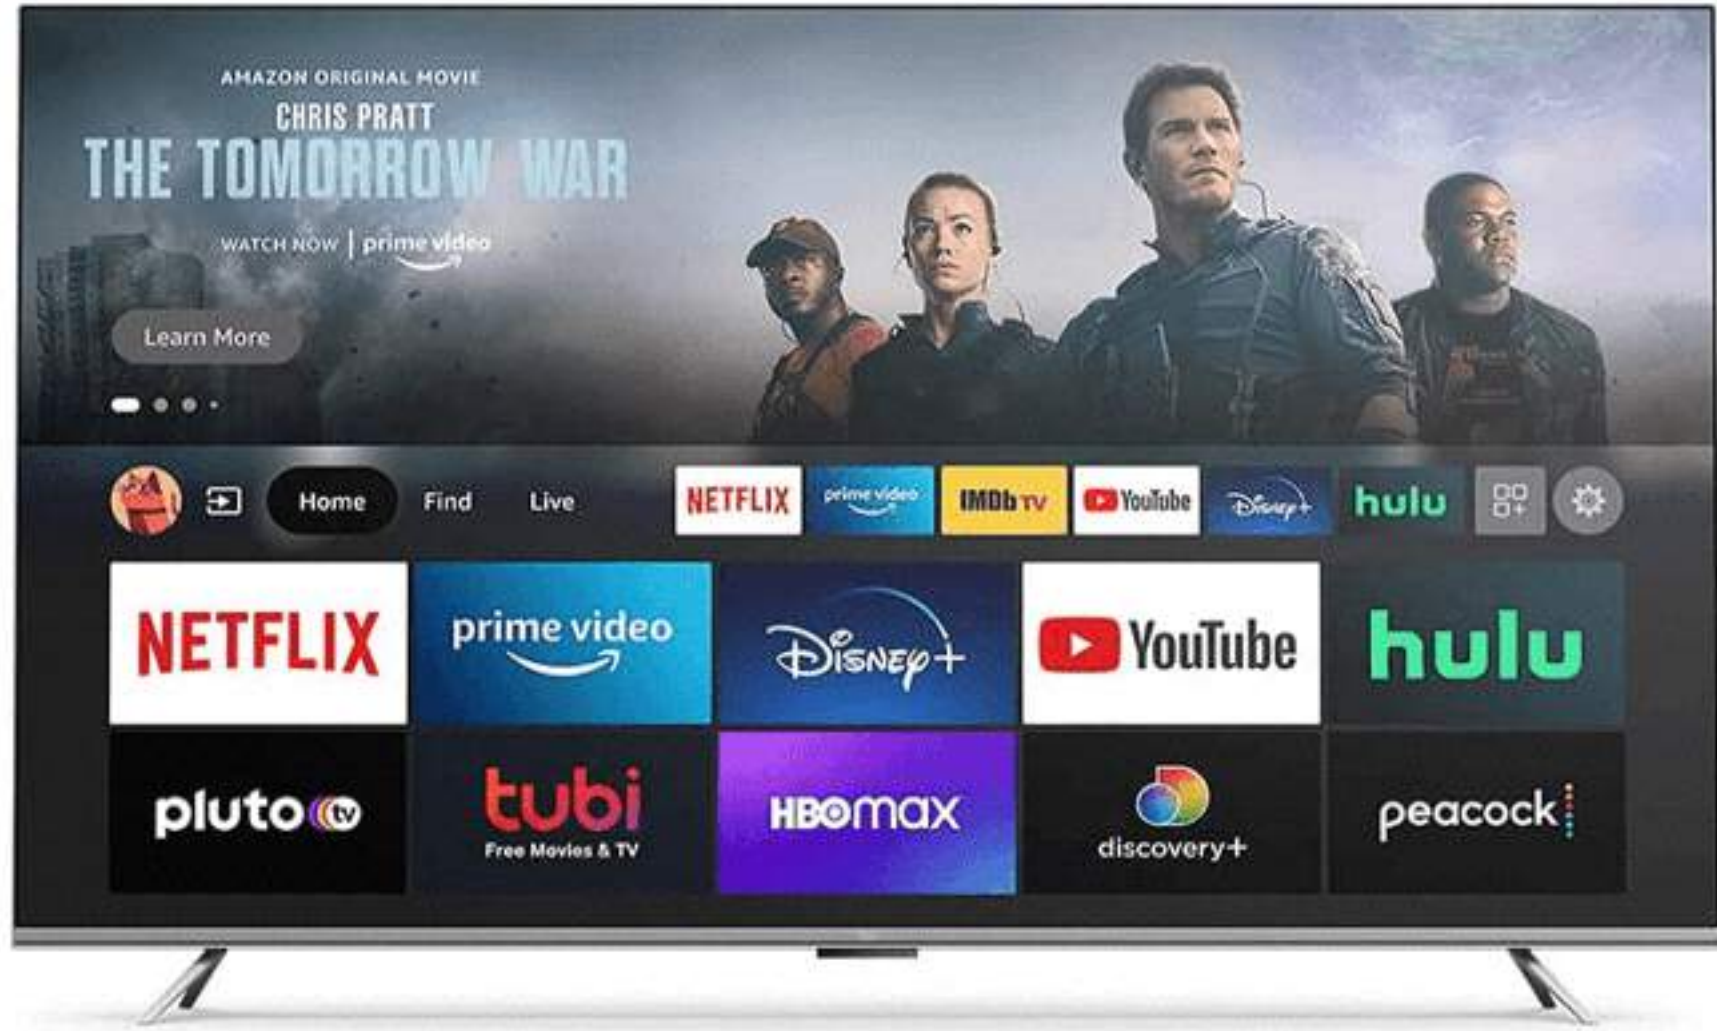 AMAZON ORIGINAL MOVIE
CHRIS PRATT
THE TOMORROW WAR
WATCH NOW | prime video
Learn More
Home Find Live NETFLIX prime video IMDb TV YouTube Disney+ hulu
NETFLIX prime video Disney+ YouTube hulu
pluto tv tubi HBOmax discovery+ peacock
Free Movies & TV